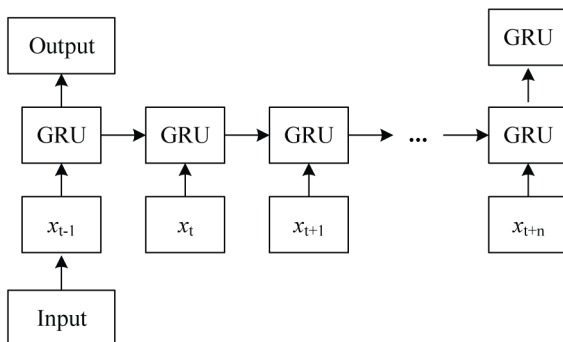 Output
GRU
GRU
GRU
GRU
...
GRU
x_{t-1}
x_t
x_{t+1}
x_{t+n}
Input